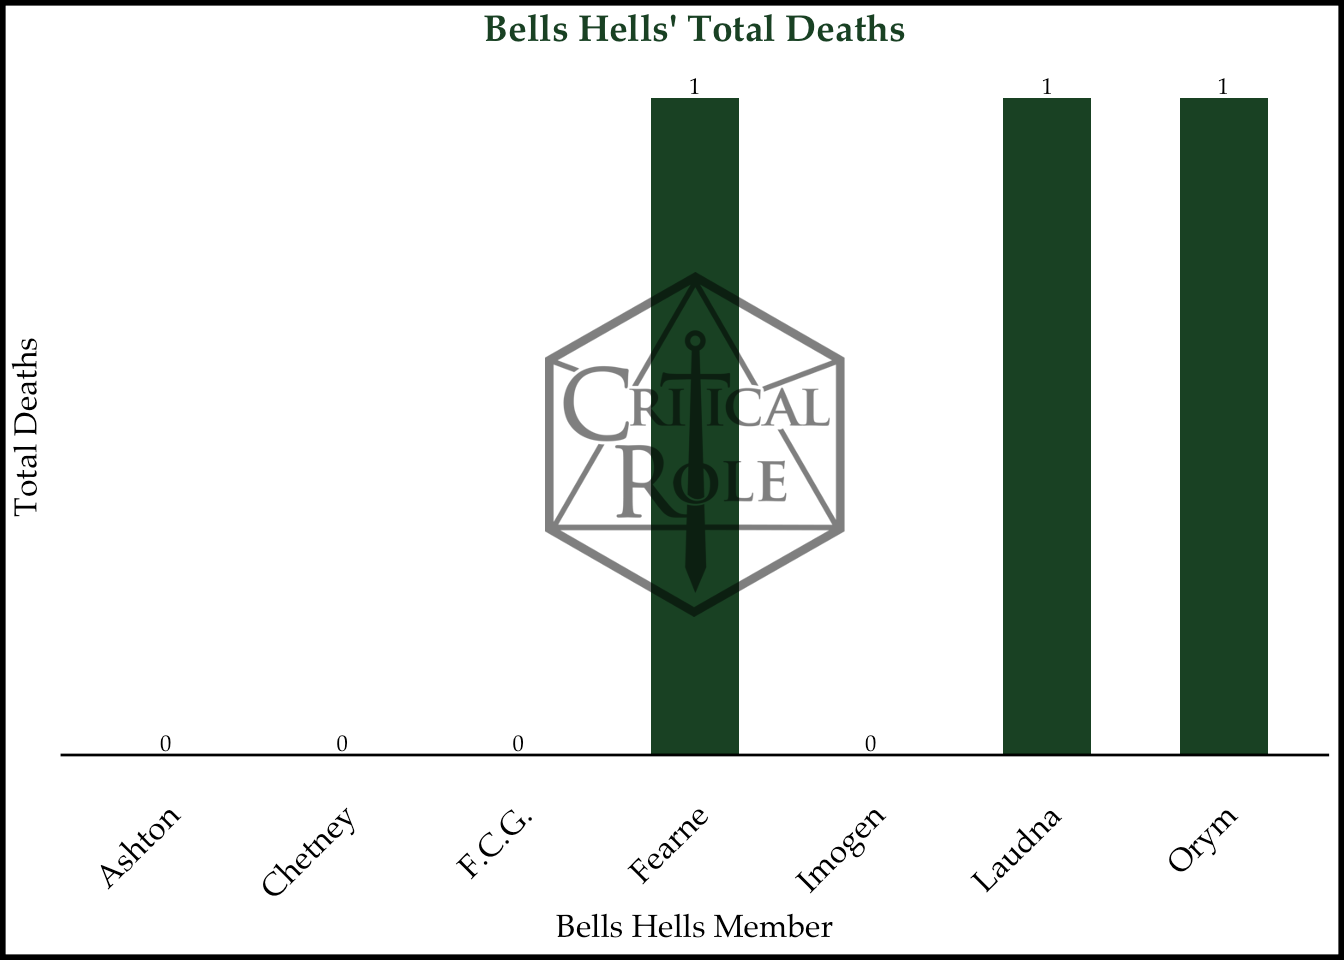 Bells Hells' Total Deaths
1
1
1
Total Deaths
CRITICAL
ROLE
0
0
0
0
Ashton
Chetney
F.C.G.
Fearne
Imogen
Laudna
Orym
Bells Hells Member